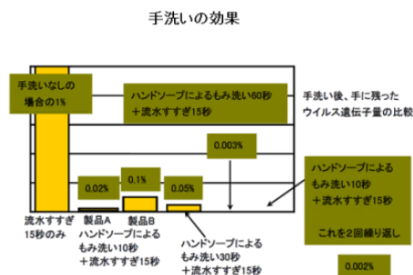 手洗いの効果
手洗いなしの
場合の1%
ハンドソープによるもみ洗い60秒
+流水すすぎ15秒
手洗い後、手に残った
ウイルス遺伝子量の比較
0.003%
ハンドソープによる
もみ洗い10秒
+流水すすぎ15秒
これを2回繰り返し
0.02%
0.1%
0.05%
流水すすぎ
15秒のみ
製品A
製品B
ハンドソープによる
もみ洗い10秒
+流水すすぎ15秒
ハンドソープによる
もみ洗い30秒
+流水すすぎ15秒
0.002%